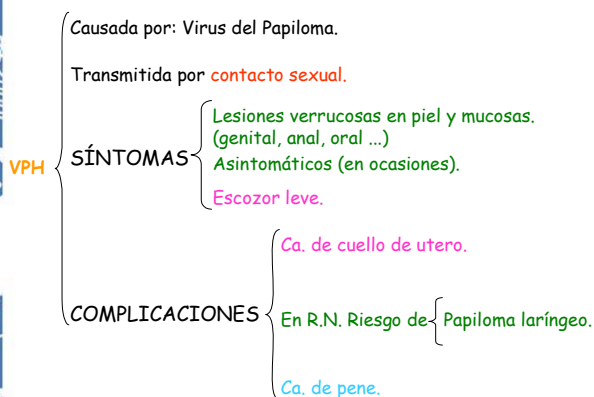 Causada por: Virus del Papiloma.
Transmitida por contacto sexual.
VPH
SÍNTOMAS
Lesiones verrucosas en piel y mucosas.
(genital, anal, oral ...)
Asintomáticos (en ocasiones).
Escozor leve.
COMPLICACIONES
Ca. de cuello de utero.
En R.N. Riesgo de
Papiloma laríngeo.
Ca. de pene.